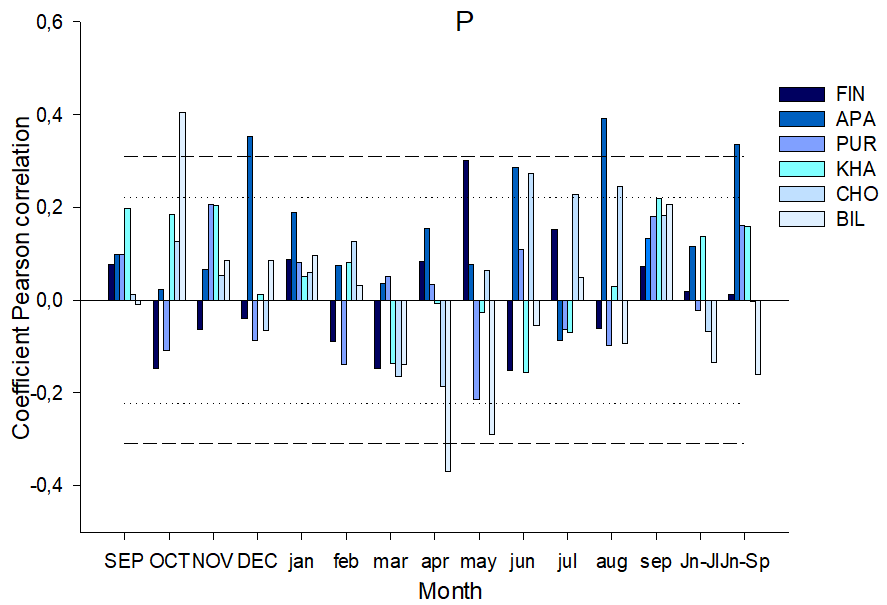 P
0,6
0,4
0,2
0,0
-0,2
-0,4
Coefficient Pearson correlation
FIN
APA
PUR
KHA
CHO
BIL
SEP OCT NOV DEC jan feb mar apr may jun jul aug sep Jn-Jl Jn-Sp
Month